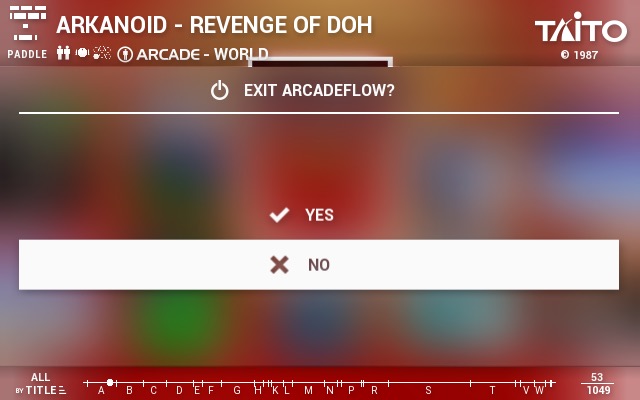 ARKANOID - REVENGE OF DOH
PADDLE
ARCADE - WORLD
TAITO
© 1987
EXIT ARCADEFLOW?
YES
NO
ALL
BY TITLE
A B C D E F G H K L M N P R S T V W
53
1049